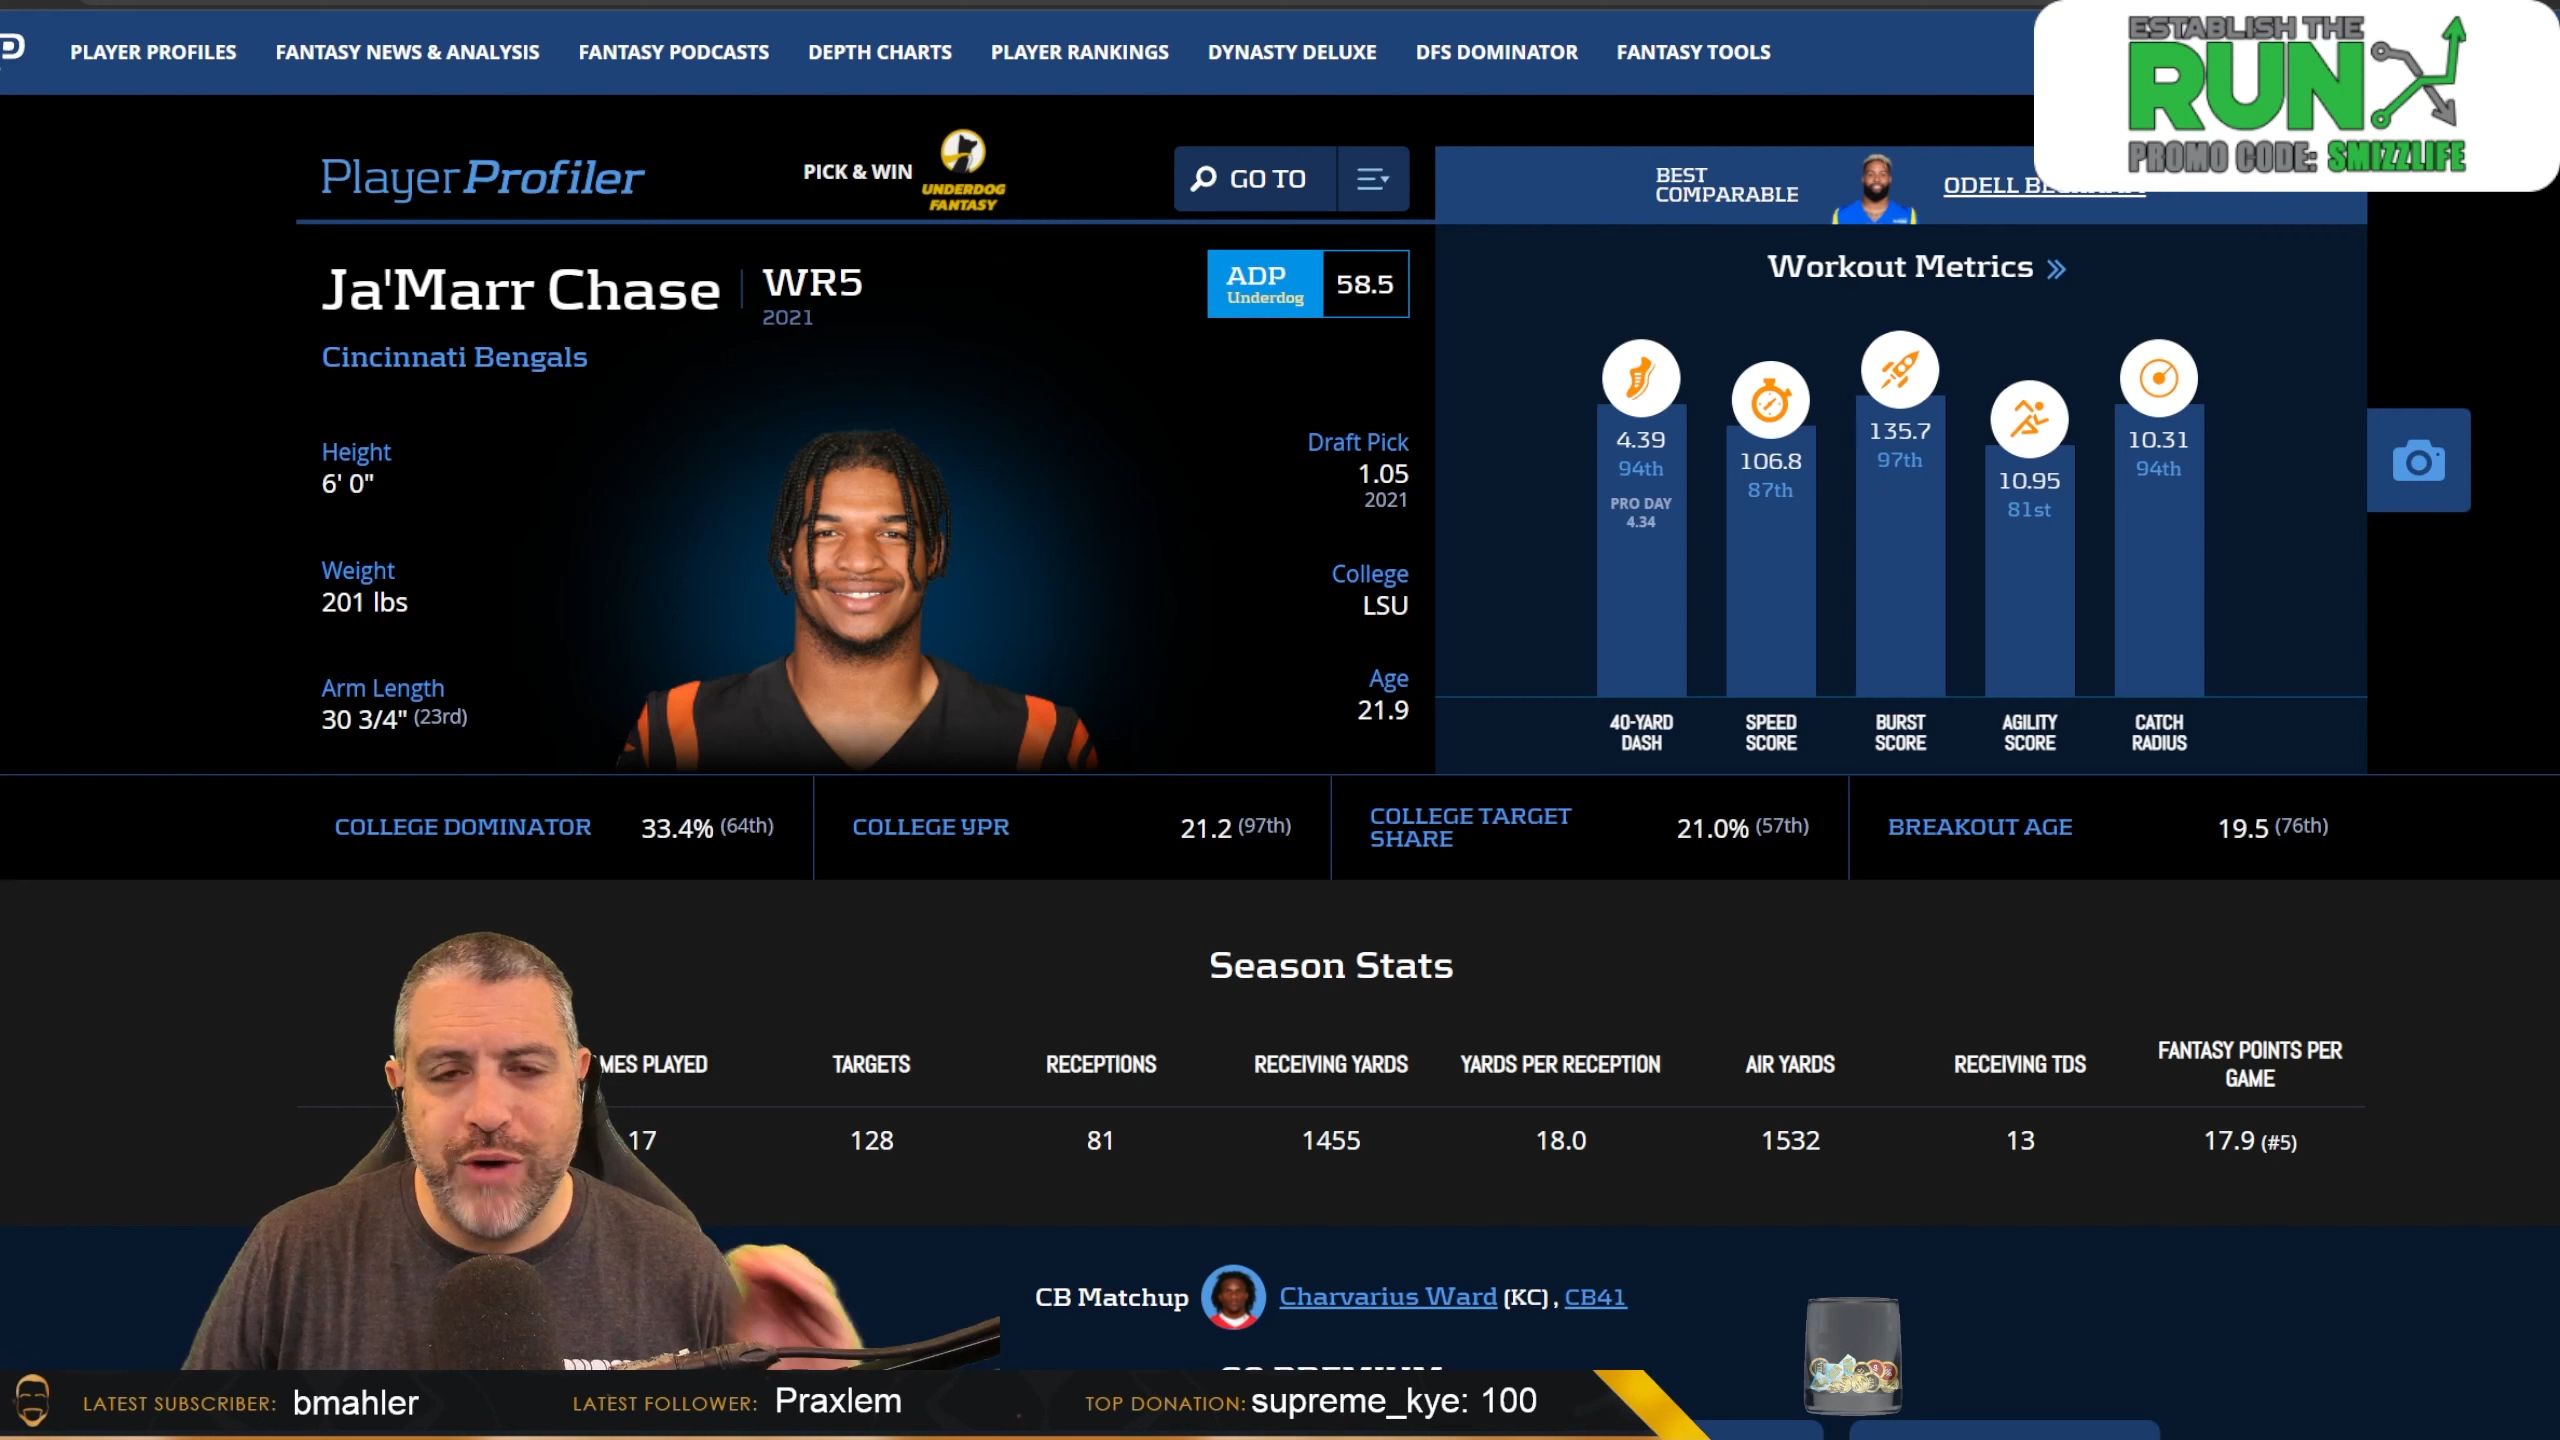 PLAYER PROFILES FANTASY NEWS & ANALYSIS FANTASY PODCASTS DEPTH CHARTS PLAYER RANKINGS DYNASTY DELUXE DFS DOMINATOR FANTASY TOOLS
ESTABLISH THE
RUN
PROMO CODE: SMIZZLIFE
PlayerProfiler
PICK & WIN
UNDERDOG
FANTASY
GO TO
BEST
COMPARABLE
ODELL
Ja'Marr Chase
WR5
2021
ADP
Underdog
58.5
Cincinnati Bengals
Height
6' 0"
Weight
201 lbs
Arm Length
30 3/4" (23rd)
Draft Pick
1.05
2021
College
LSU
Age
21.9
Workout Metrics
4.39
94th
PRO DAY
4.34
106.8
87th
135.7
97th
10.95
81st
10.31
94th
40-YARD
DASH
SPEED
SCORE
BURST
SCORE
AGILITY
SCORE
CATCH
RADIUS
COLLEGE DOMINATOR 33.4% (64th)
COLLEGE YPR 21.2 (97th)
COLLEGE TARGET
SHARE
21.0% (57th)
BREAKOUT AGE 19.5 (76th)
Season Stats
MES PLAYED TARGETS RECEPTIONS RECEIVING YARDS YARDS PER RECEPTION AIR YARDS RECEIVING TDS FANTASY POINTS PER
GAME
17 128 81 1455 18.0 1532 13 17.9 (#5)
CB Matchup Charvarius Ward (KC) , CB41
LATEST SUBSCRIBER: bmahler LATEST FOLLOWER: Praxlem TOP DONATION: supreme_kye: 100